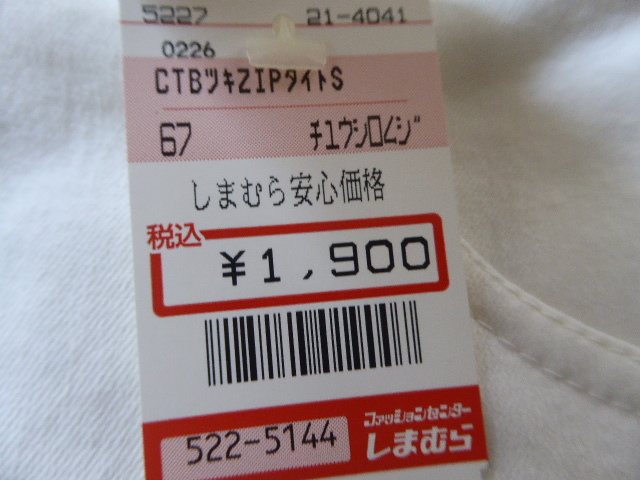 5227 21-4041
0226
CTBﾂｷZIPﾀｲﾄS
67 ﾁｭｳｼﾛﾑｼﾞ
しまむら安心価格
税込
¥1,900
522-5144
ファッションセンター
しまむら